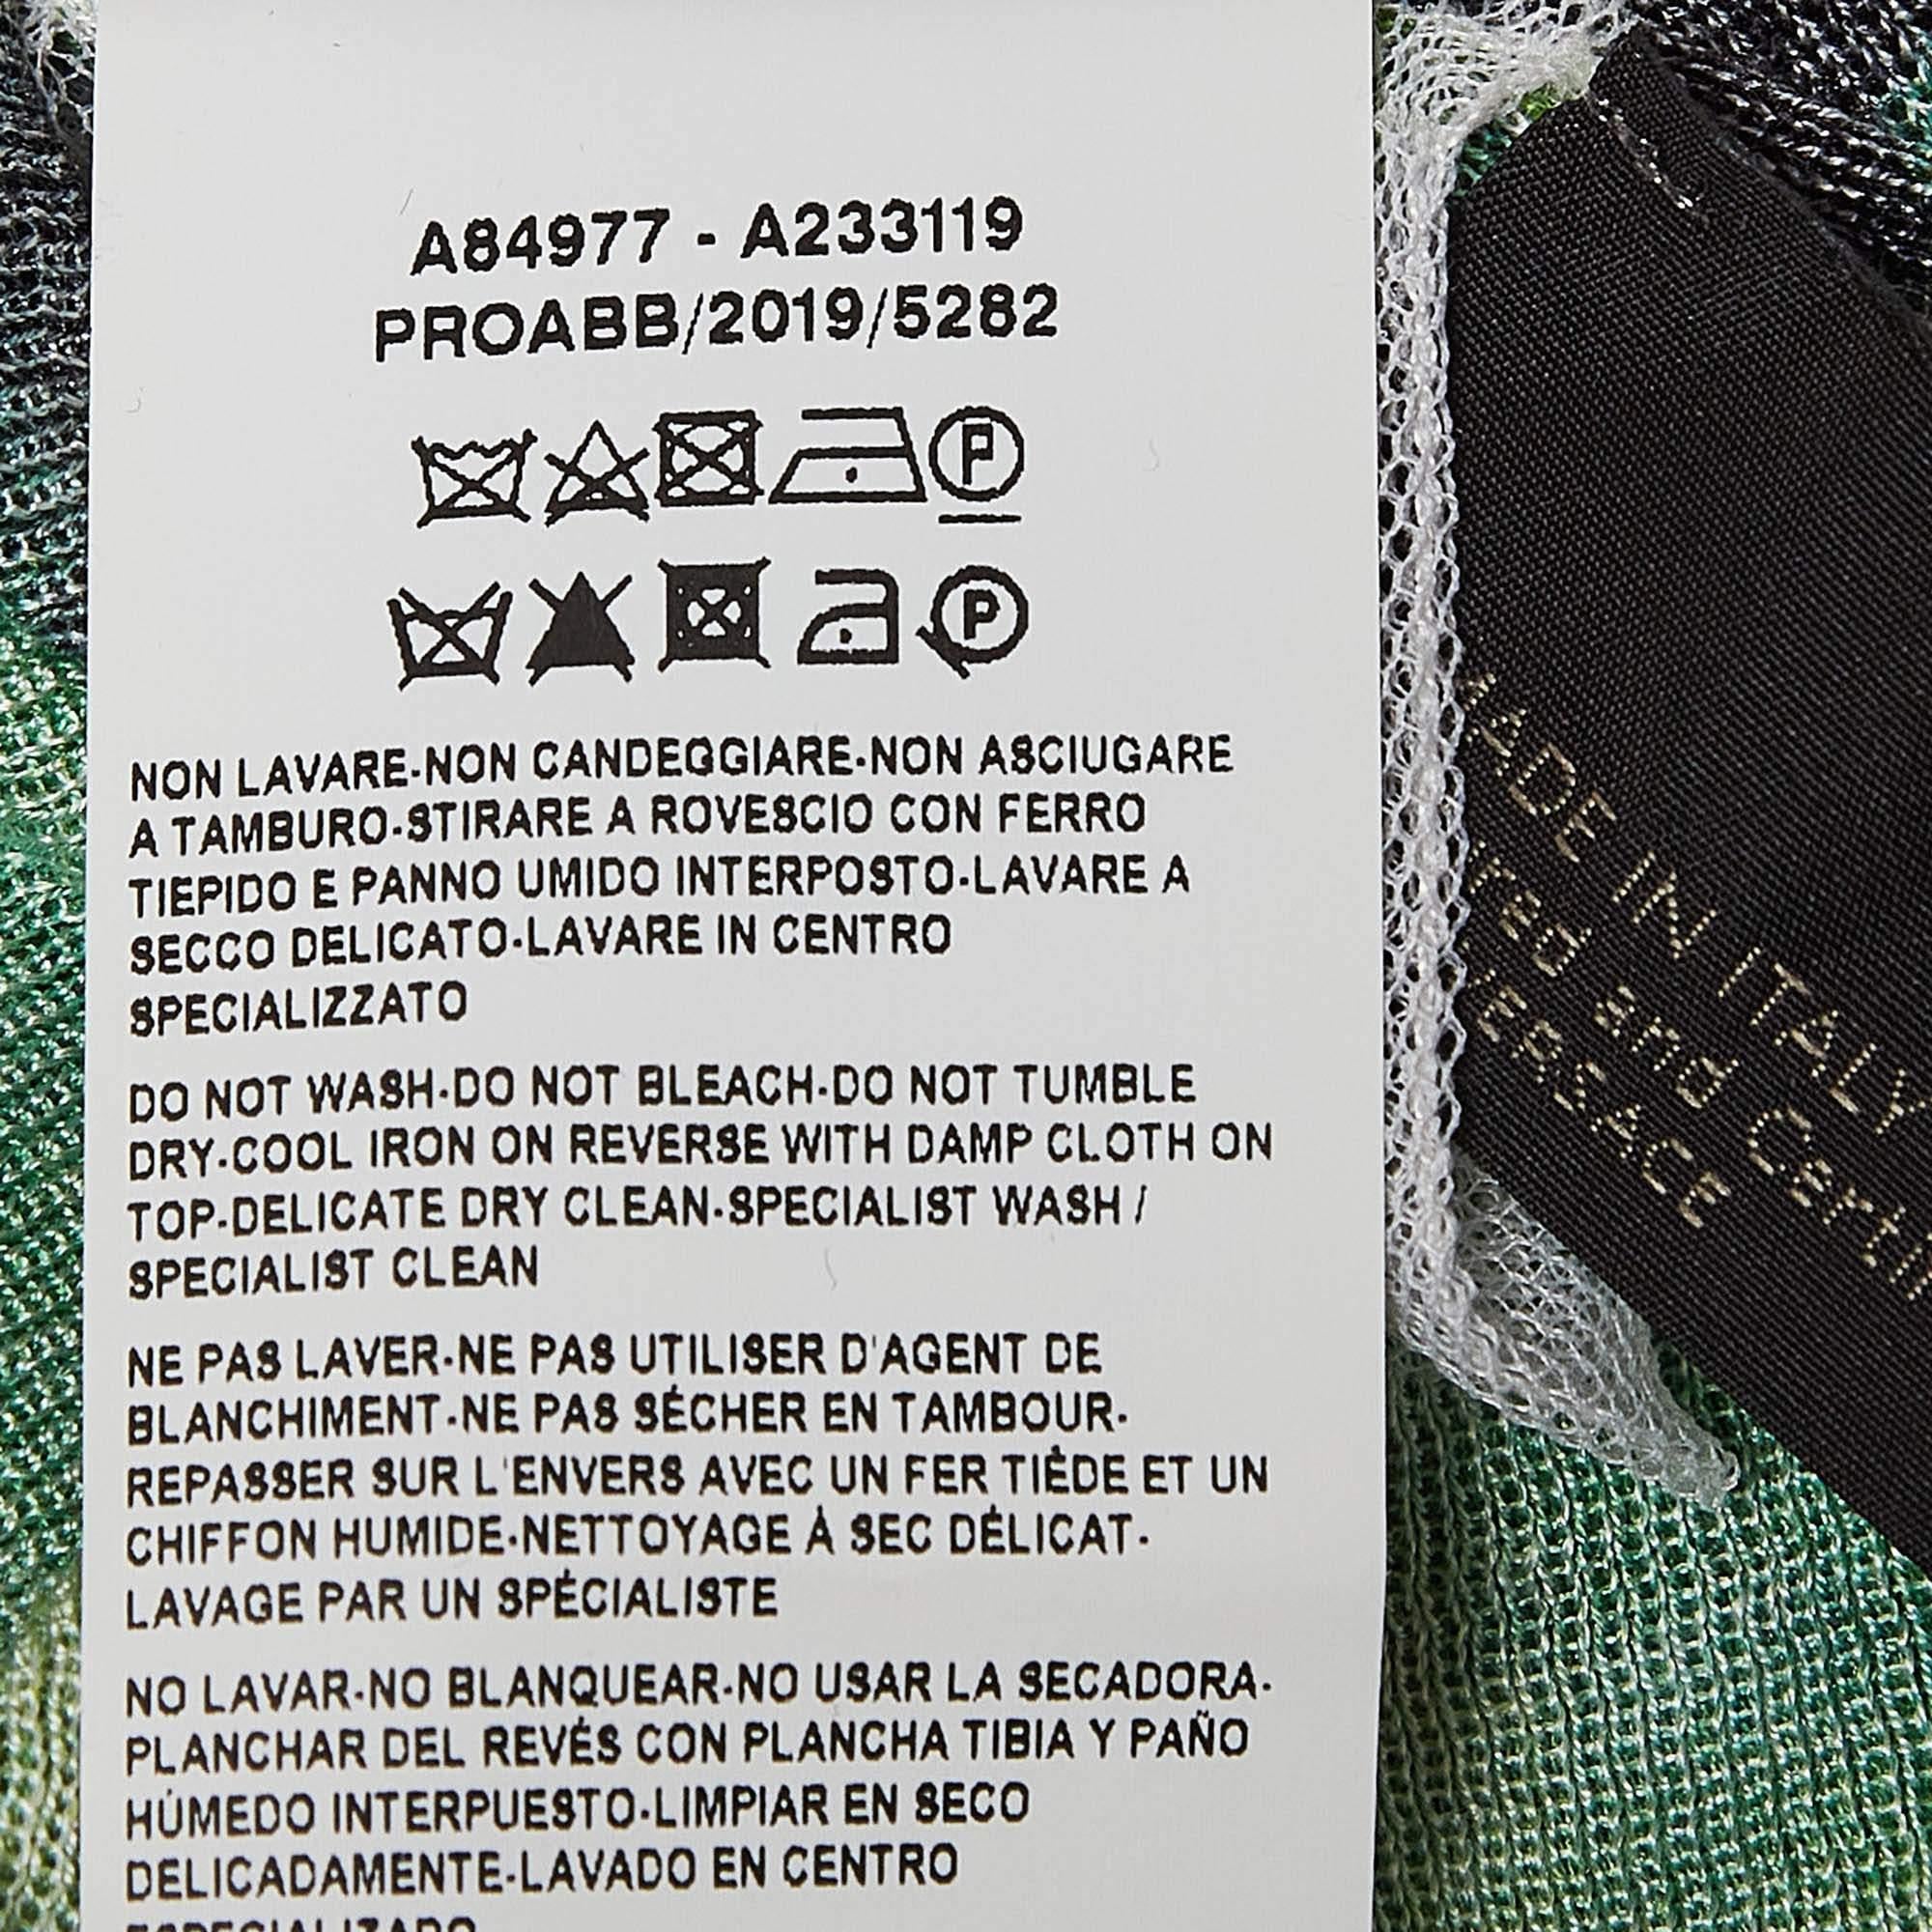 A84977 - A233119
PROABB/2019/5282
P
P
NON LAVARE-NON CANDEGGIARE-NON ASCIUGARE
A TAMBURO-STIRARE A ROVESCIO CON FERRO
TIEPIDO E PANNO UMIDO INTERPOSTO-LAVARE A
SECCO DELICATO-LAVARE IN CENTRO
SPECIALIZZATO
DO NOT WASH-DO NOT BLEACH-DO NOT TUMBLE
DRY-COOL IRON ON REVERSE WITH DAMP CLOTH ON
TOP-DELICATE DRY CLEAN-SPECIALIST WASH /
SPECIALIST CLEAN
NE PAS LAVER-NE PAS UTILISER D'AGENT DE
BLANCHIMENT-NE PAS SÉCHER EN TAMBOUR-
REPASSER SUR L'ENVERS AVEC UN FER TIÈDE ET UN
CHIFFON HUMIDE-NETTOYAGE À SEC DÉLICAT-
LAVAGE PAR UN SPÉCIALISTE
NO LAVAR-NO BLANQUEAR-NO USAR LA SECADORA-
PLANCHAR DEL REVÉS CON PLANCHA TIBIA Y PAÑO
HÚMEDO INTERPUESTO-LIMPIAR EN SECO
DELICADAMENTE-LAVADO EN CENTRO
ESPECIALIZADO
MADE IN ITALY
and